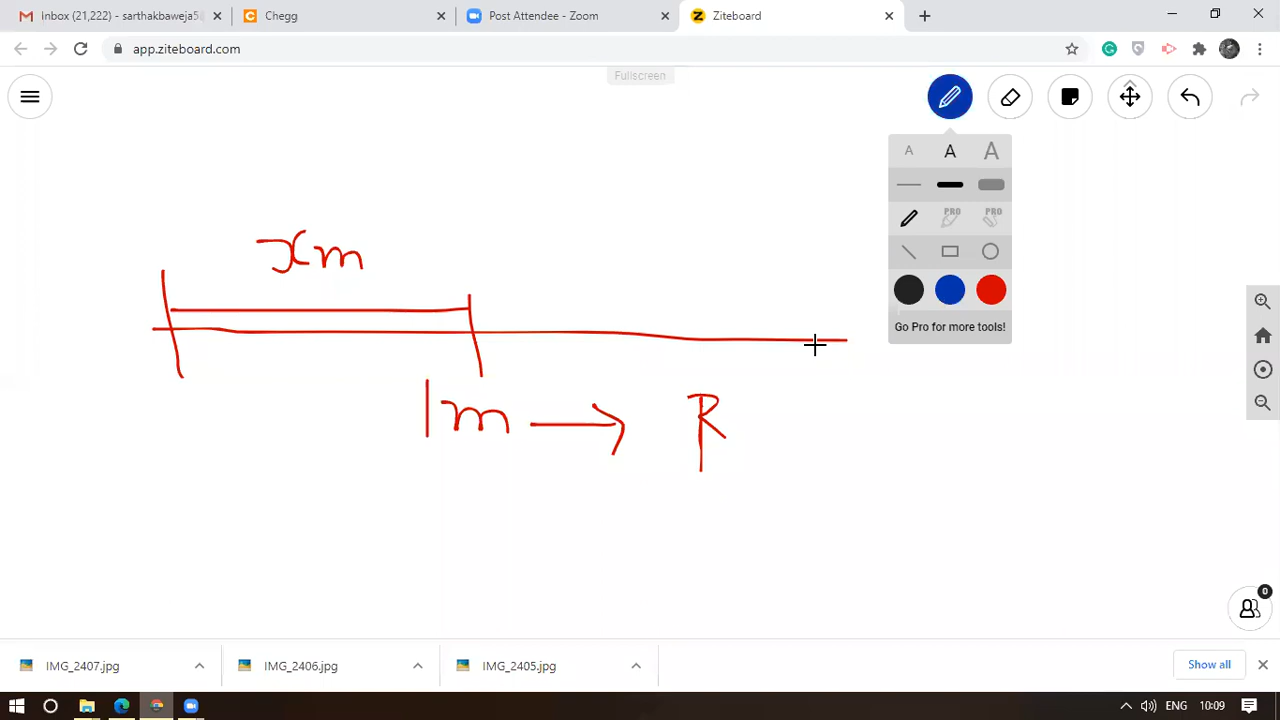 inbox (21,222) - sarthakbaweja5
Chegg
Post Attendee - Zoom
Ziteboard
app.ziteboard.com
Fullscreen
A A A
PRO PRO
Go Pro for more tools!
xm
1m → R
0
IMG_2407.jpg
IMG_2406.jpg
IMG_2405.jpg
Show all
ENG 10:09